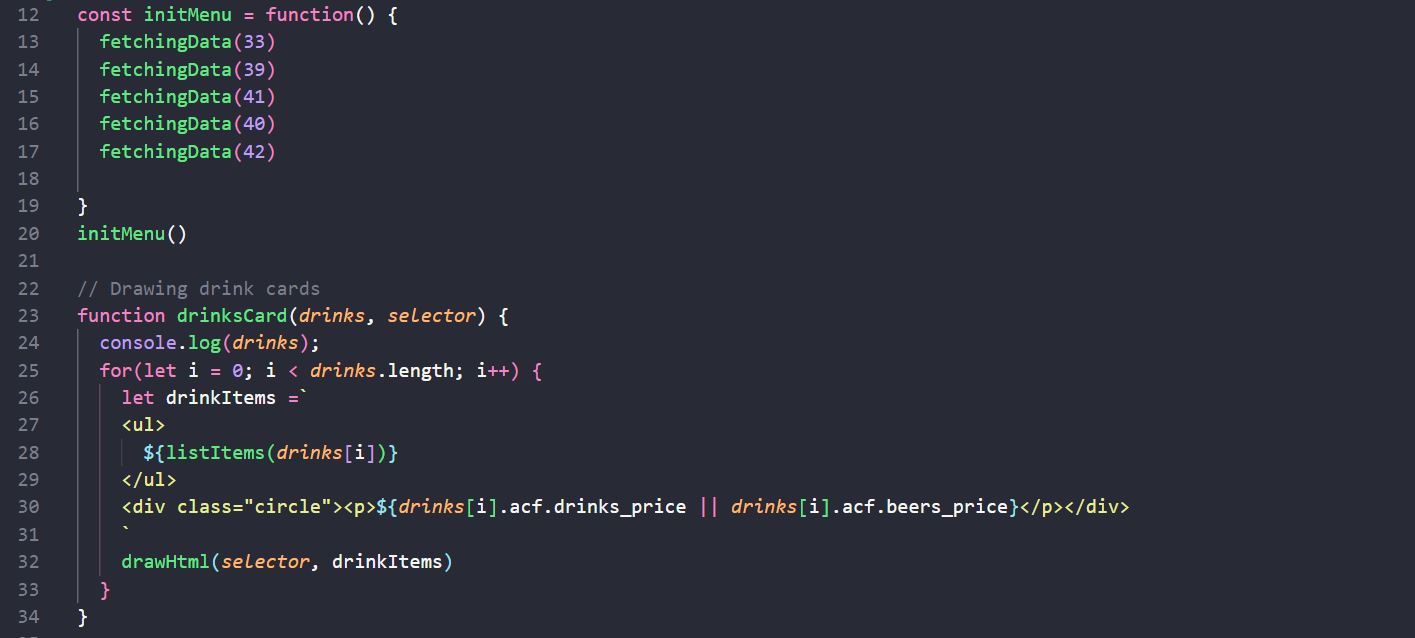 12 const initMenu = function() {
13   fetchingData(33)
14   fetchingData(39)
15   fetchingData(41)
16   fetchingData(40)
17   fetchingData(42)
18
19 }
20 initMenu()
21
22 // Drawing drink cards
23 function drinksCard(drinks, selector) {
24   console.log(drinks);
25   for(let i = 0; i < drinks.length; i++) {
26     let drinkItems =`
27     <ul>
28       ${listItems(drinks[i])}
29     </ul>
30     <div class="circle"><p>${drinks[i].acf.drinks_price || drinks[i].acf.beers_price}</p></div>
31     `
32     drawHtml(selector, drinkItems)
33   }
34 }